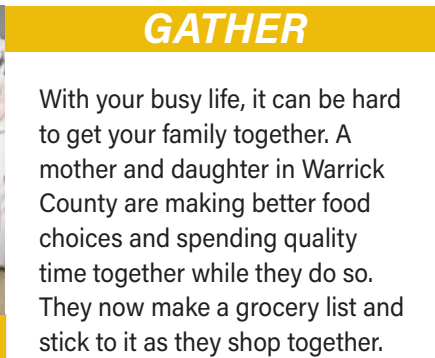 GATHER
With your busy life, it can be hard
to get your family together. A
mother and daughter in Warrick
County are making better food
choices and spending quality
time together while they do so.
They now make a grocery list and
stick to it as they shop together.